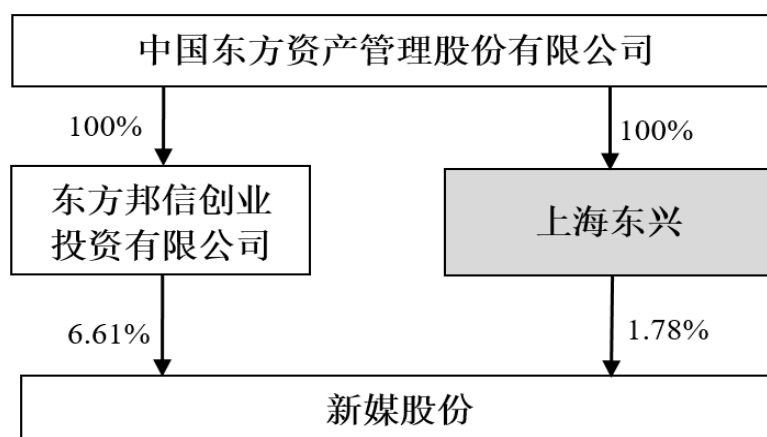 中国东方资产管理股份有限公司
100%
100%
东方邦信创业
投资有限公司
上海东兴
6.61%
1.78%
新媒股份